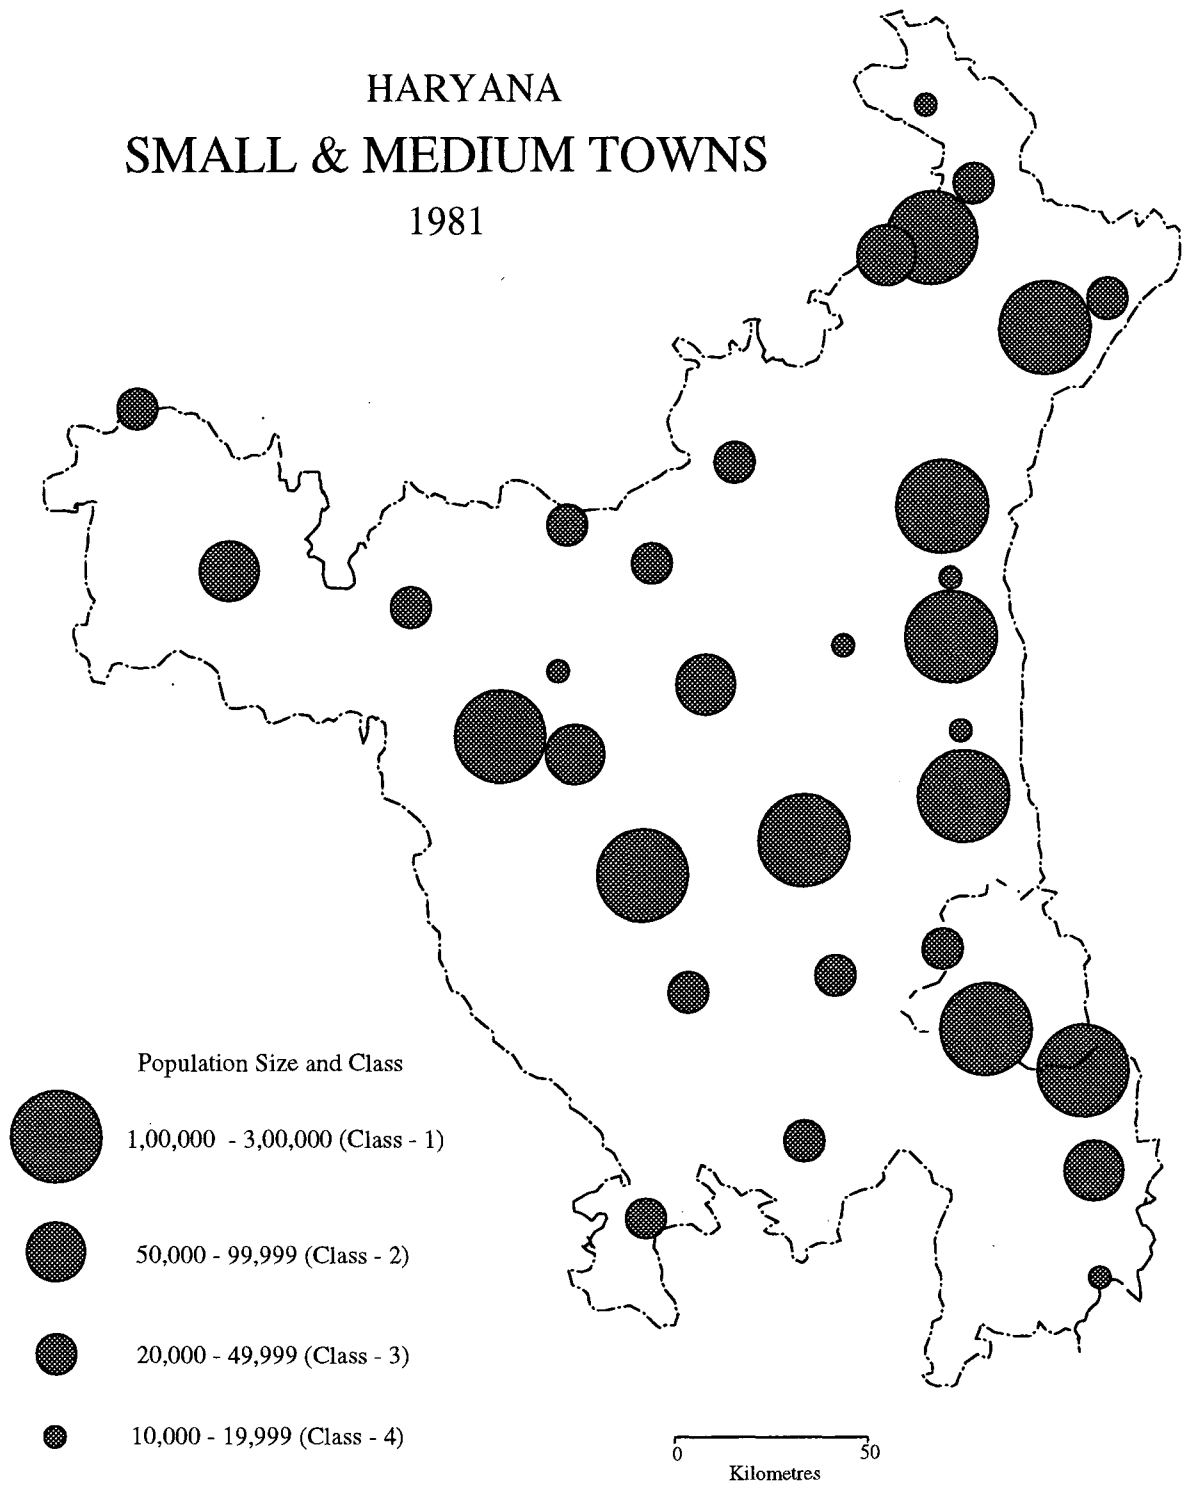 HARYANA
SMALL & MEDIUM TOWNS
1981
Population Size and Class
1,00,000 - 3,00,000 (Class - 1)
50,000 - 99,999 (Class - 2)
20,000 - 49,999 (Class - 3)
10,000 - 19,999 (Class - 4)
0 50
Kilometres